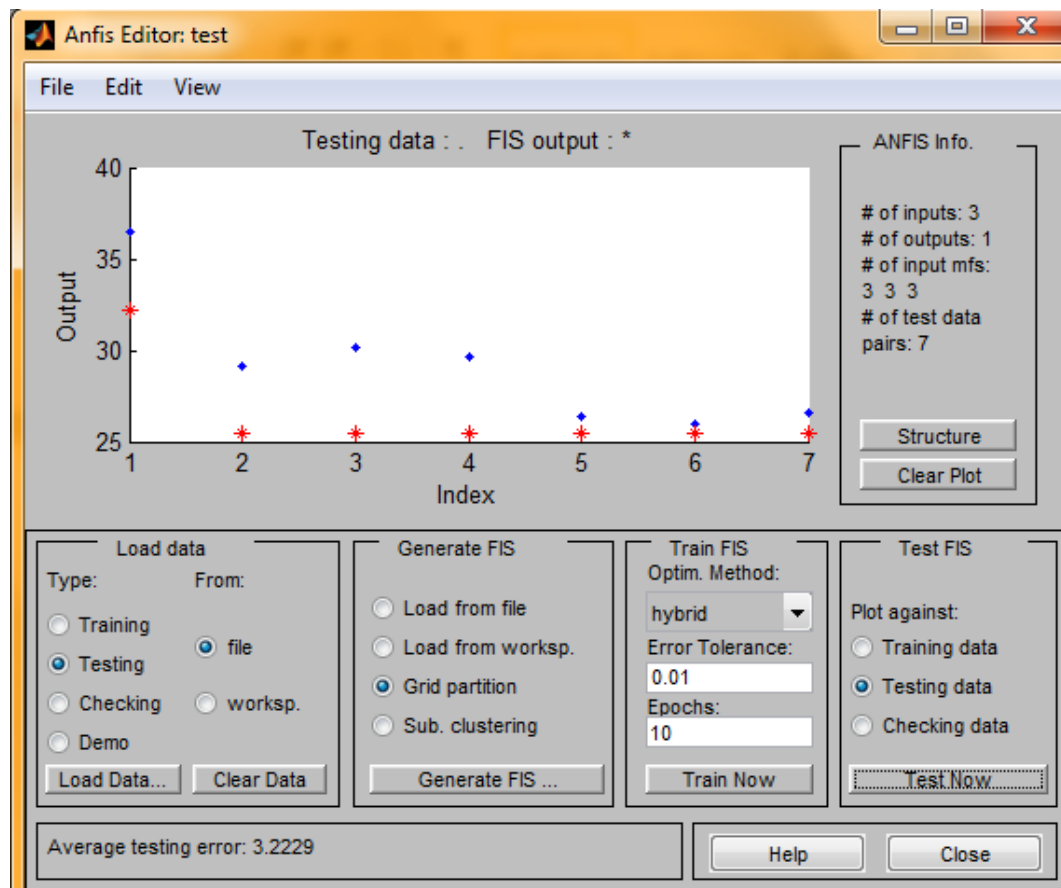 Anfis Editor: test
File Edit View
Testing data : . FIS output : *
40
35
30
25
Output
1 2 3 4 5 6 7
Index
ANFIS Info.
# of inputs: 3
# of outputs: 1
# of input mfs:
3 3 3
# of test data
pairs: 7
Structure
Clear Plot
Load data
Type: From:
Training
Testing
Checking
Demo
file
worksp.
Load Data...
Clear Data
Generate FIS
Load from file
Load from worksp.
Grid partition
Sub. clustering
Generate FIS ...
Train FIS
Optim. Method:
hybrid
Error Tolerance:
0.01
Epochs:
10
Train Now
Test FIS
Plot against:
Training data
Testing data
Checking data
Test Now
Average testing error: 3.2229
Help
Close